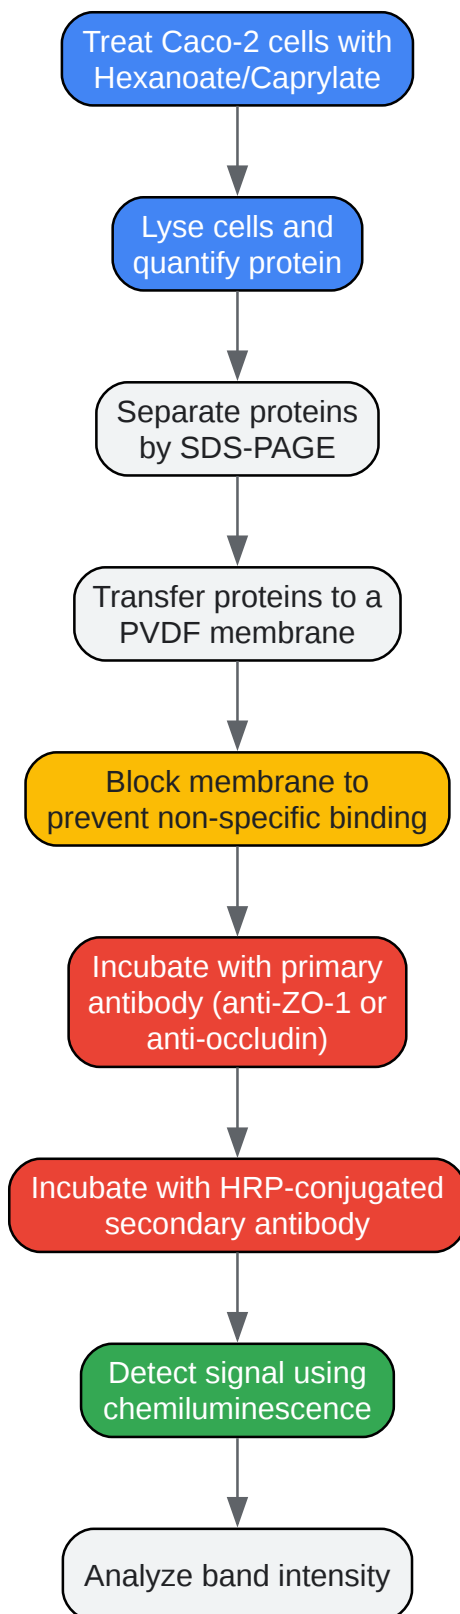 Treat Caco-2 cells with
Hexanoate/Caprylate
Lyse cells and
quantify protein
Separate proteins
by SDS-PAGE
Transfer proteins to a
PVDF membrane
Block membrane to
prevent non-specific binding
Incubate with primary
antibody (anti-ZO-1 or
anti-occludin)
Incubate with HRP-conjugated
secondary antibody
Detect signal using
chemiluminescence
Analyze band intensity